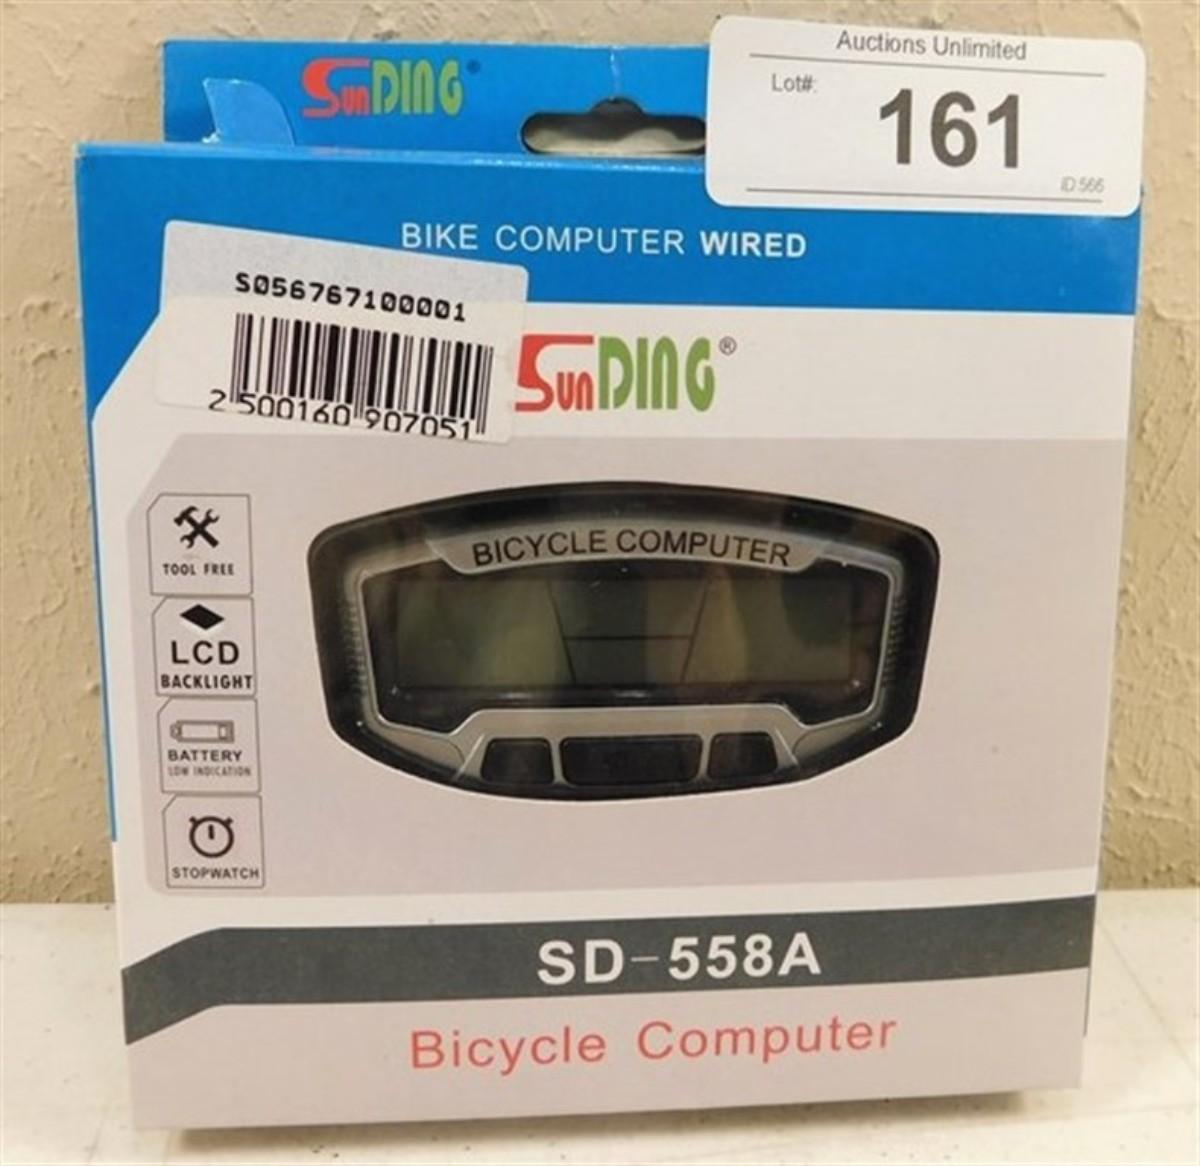 SunDING®
Auctions Unlimited
Lot#:
161
ID:566
BIKE COMPUTER WIRED
S056767100001
2 500160 907051
SunDING®
BICYCLE COMPUTER
TOOL FREE
LCD
BACKLIGHT
BATTERY
LOW INDICATION
STOPWATCH
SD-558A
Bicycle Computer